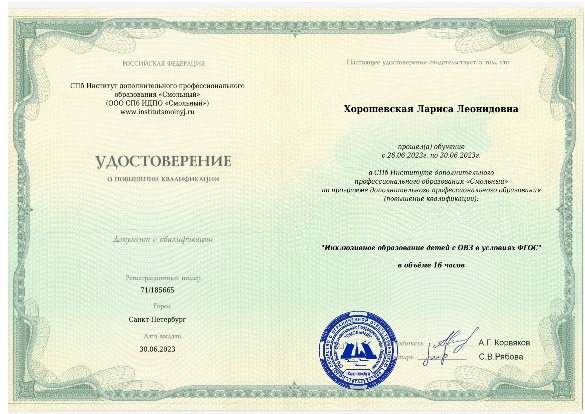 РОССИЙСКАЯ ФЕДЕРАЦИЯ
СПб Институт дополнительного профессионального
образования «Смольный»
(ООО СПб ИДПО «Смольный»)
www.institutsmolnyj.ru
УДОСТОВЕРЕНИЕ
О ПОВЫШЕНИИ КВАЛИФИКАЦИИ
Документ о квалификации
Регистрационный номер
71/185665
Город
Санкт-Петербург
Дата выдачи
30.06.2023
Настоящее удостоверение свидетельствует о том, что
Хорошевская Лариса Леонидовна
прошел(а) обучение
с 26.06.2023г. по 30.06.2023г.
в СПб Институте дополнительного
профессионального образования «Смольный»
по программе дополнительного профессионального образования
(повышение квалификации):
"Инклюзивное образование детей с ОВЗ в условиях ФГОС"
в объёме 16 часов
А.Г. Корвяков
С.В.Рябова